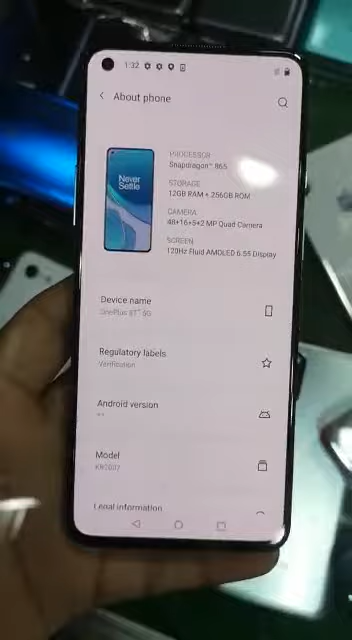 1:32
About phone
Never
Settle
PROCESSOR
Snapdragon™ 865
STORAGE
12GB RAM + 256GB ROM
CAMERA
48+16+5+2 MP Quad Camera
SCREEN
120Hz Fluid AMOLED 6.55 Display
Device name
OnePlus 8T+ 5G
Regulatory labels
Verification
Android version
11
Model
KB2007
Legal information